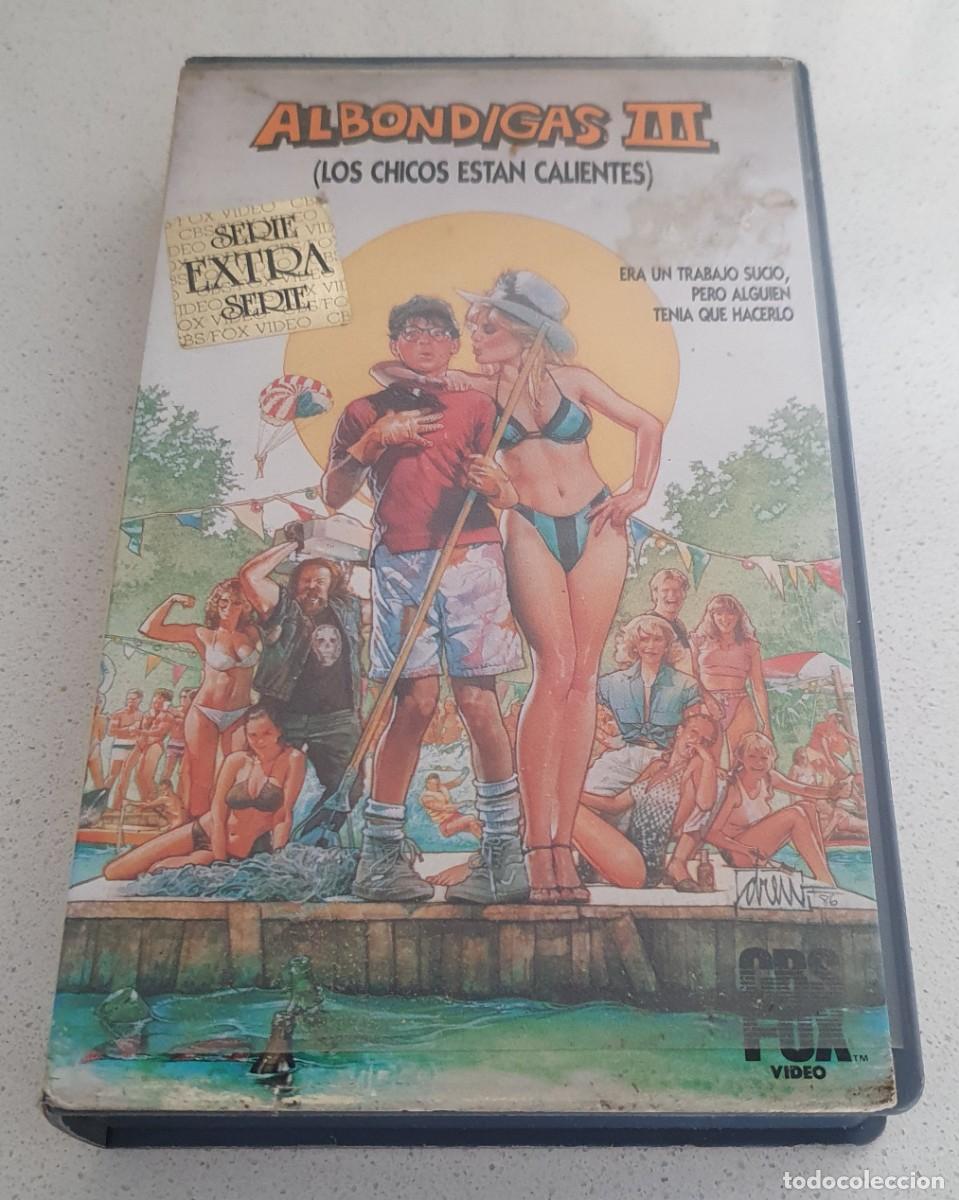 ALBONDIGAS III
(LOS CHICOS ESTAN CALIENTES)
SERIE
EXTRA
SERIE
CBS/FOX VIDEO
ERA UN TRABAJO SUCIO,
PERO ALGUIEN
TENIA QUE HACERLO
drew
86
CBS
FOX
VIDEO
TM
todocoleccion